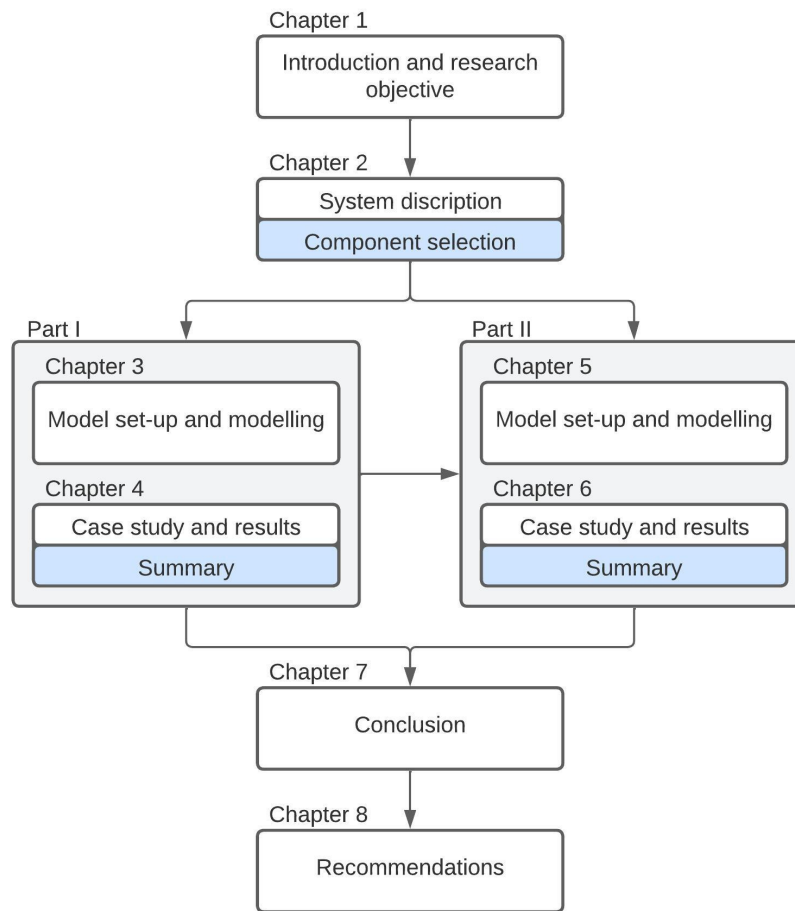 Chapter 1
Introduction and research
objective
Chapter 2
System discription
Component selection
Part I
Chapter 3
Model set-up and modelling
Chapter 4
Case study and results
Summary
Part II
Chapter 5
Model set-up and modelling
Chapter 6
Case study and results
Summary
Chapter 7
Conclusion
Chapter 8
Recommendations